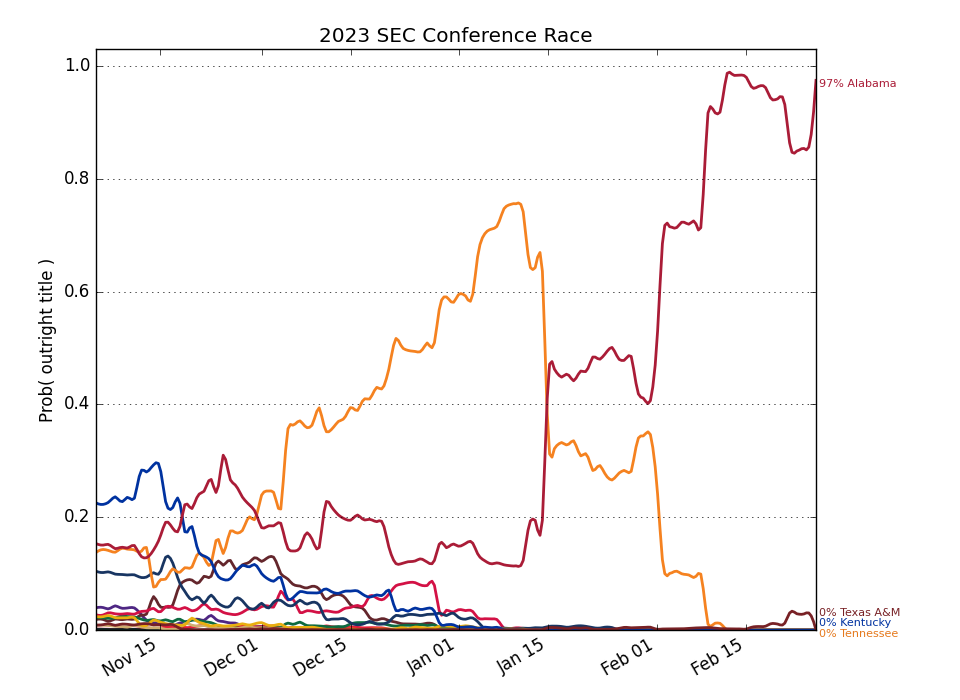 2023 SEC Conference Race
Prob( outright title )
1.0
0.8
0.6
0.4
0.2
0.0
Nov 15
Dec 01
Dec 15
Jan 01
Jan 15
Feb 01
Feb 15
97% Alabama
0% Texas A&M
0% Kentucky
0% Tennessee